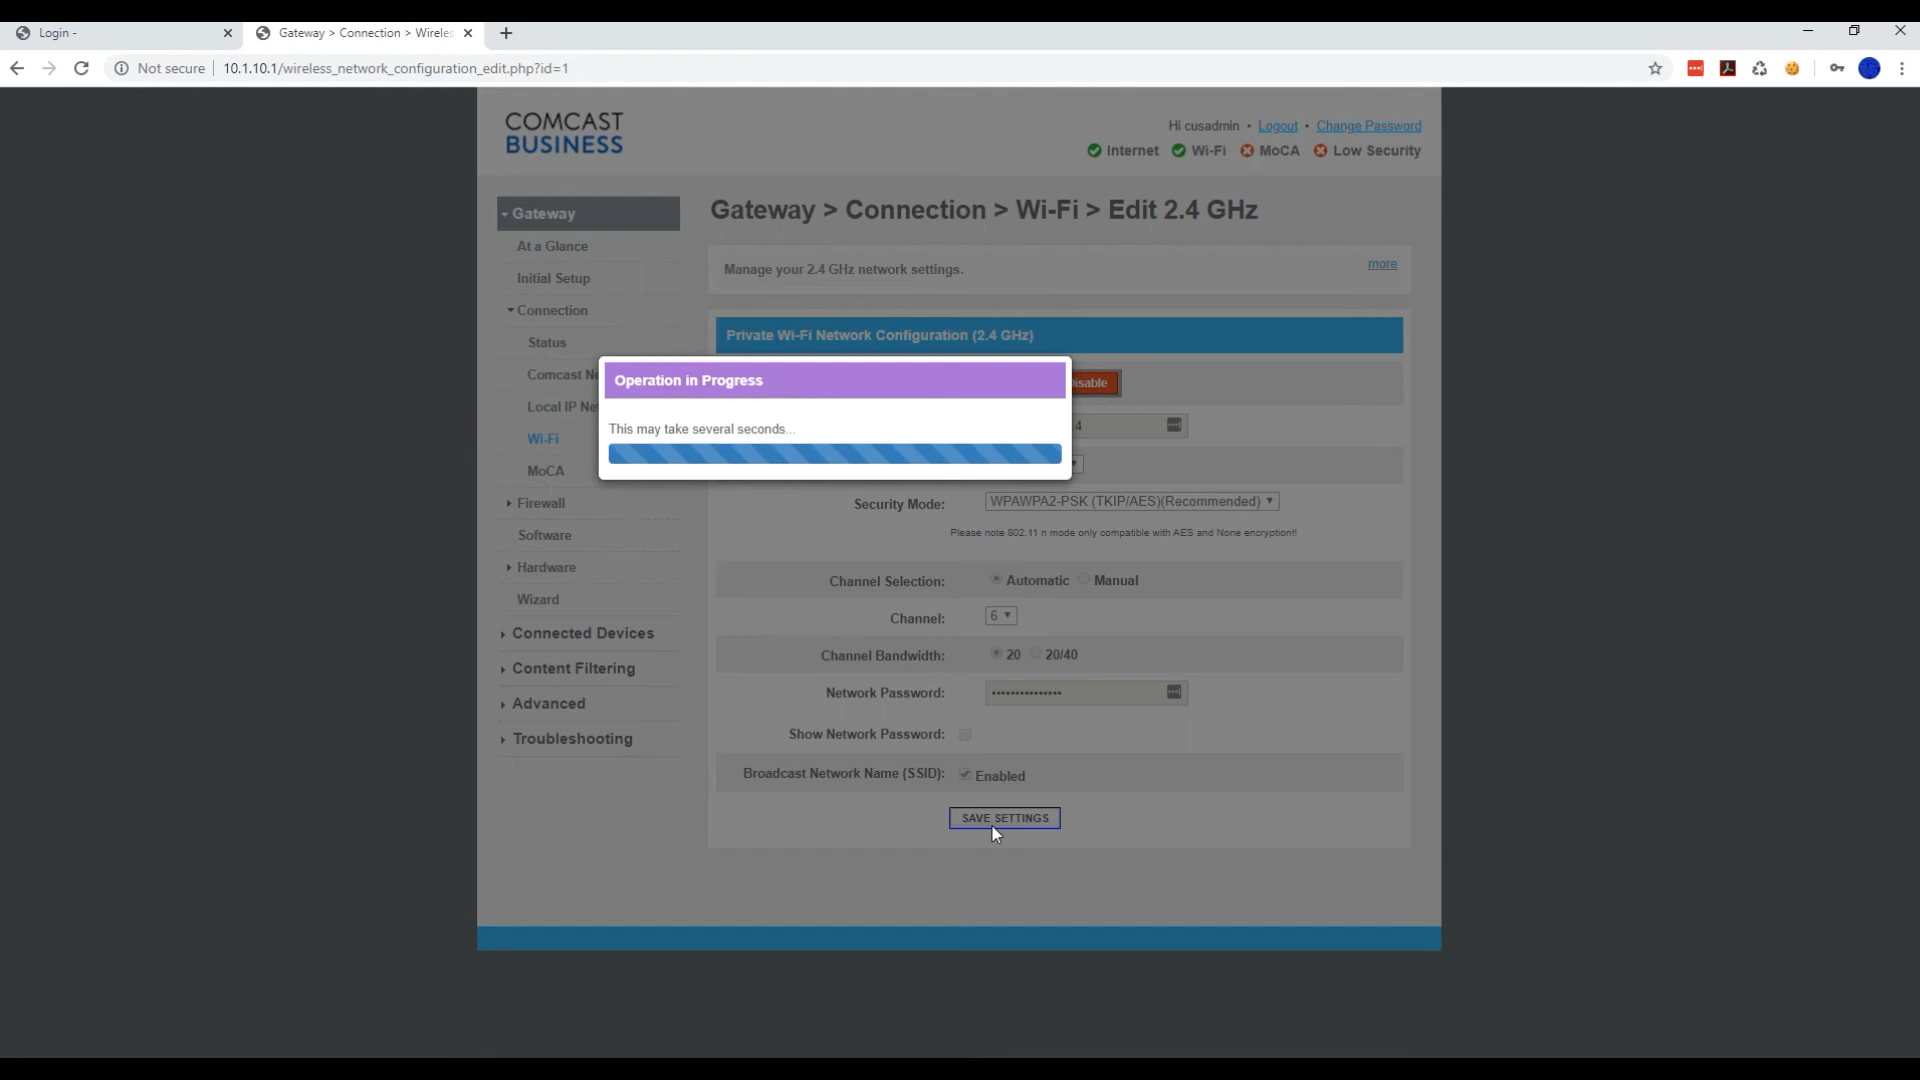 Login -
Gateway > Connection > Wireles
Not secure
10.1.10.1/wireless_network_configuration_edit.php?id=1
COMCAST
BUSINESS
Hi cusadmin • Logout • Change Password
Internet Wi-Fi MoCA Low Security
Gateway
At a Glance
Initial Setup
Connection
Status
Comcast Ne
Local IP Ne
Wi-Fi
MoCA
Firewall
Software
Hardware
Wizard
Connected Devices
Content Filtering
Advanced
Troubleshooting
Gateway > Connection > Wi-Fi > Edit 2.4 GHz
Manage your 2.4 GHz network settings.
more
Private Wi-Fi Network Configuration (2.4 GHz)
Operation in Progress
This may take several seconds...
isable
.4
Security Mode: WPAWPA2-PSK (TKIP/AES)(Recommended)
Please note 802.11 n mode only compatible with AES and None encryption!!
Channel Selection: Automatic Manual
Channel: 6
Channel Bandwidth: 20 20/40
Network Password: •••••••••••••••
Show Network Password:
Broadcast Network Name (SSID): Enabled
SAVE SETTINGS